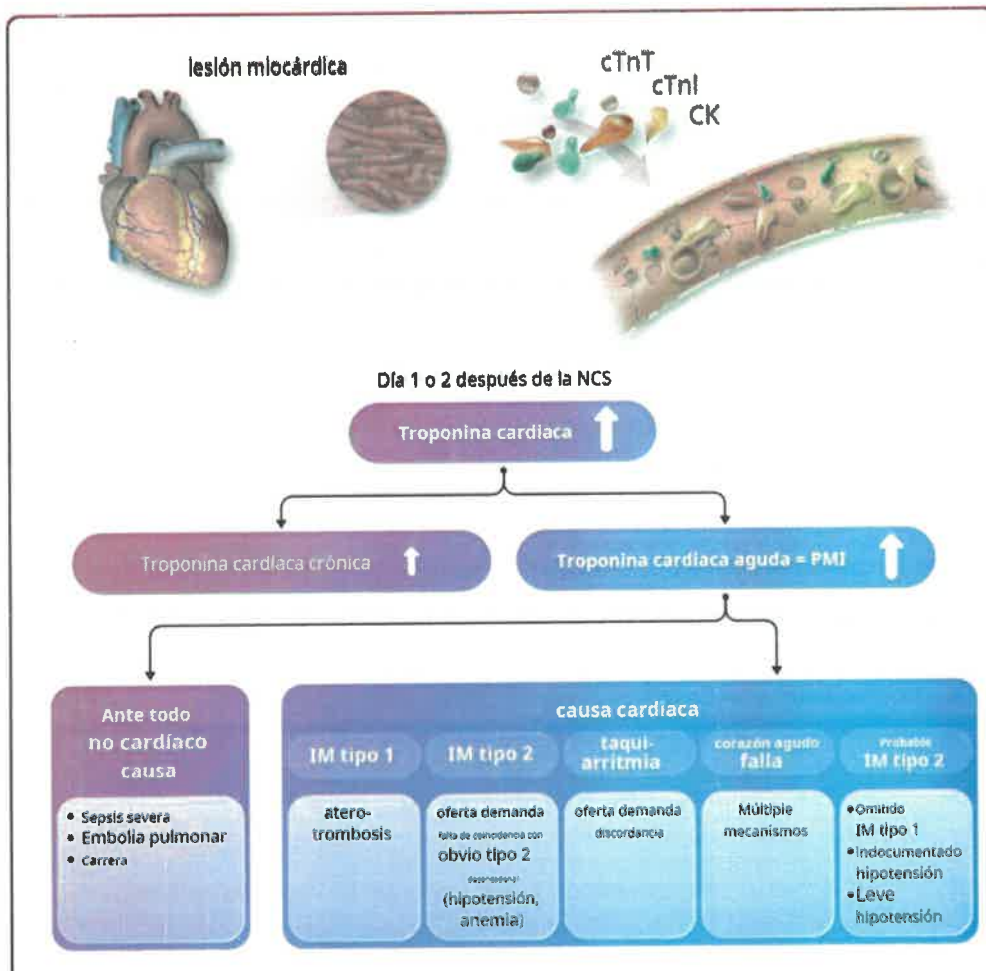 lesión miocárdica
cTnT
cTnI
CK
Día 1 o 2 después de la NCS
Troponina cardiaca
Troponina cardíaca crónica
Troponina cardiaca aguda = PMI
Ante todo
no cardíaco
causa
• Sepsis severa
• Embolia pulmonar
• Carrera
causa cardiaca
IM tipo 1
atero-
trombosis
IM tipo 2
oferta demanda
falta de coincidencia con
obvio tipo 2
(hipotensión,
anemia)
taqui-
arritmia
oferta demanda
discordancia
corazón agudo
falla
Múltiple
mecanismos
Probable
IM tipo 2
• Omitido
IM tipo 1
• Indocumentado
hipotensión
• Leve
hipotensión